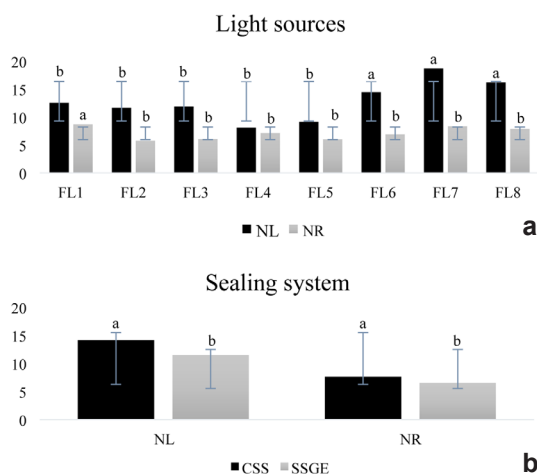 Light sources
20
15
10
5
0
b b b b b a a a
a b b b b b b b
FL1 FL2 FL3 FL4 FL5 FL6 FL7 FL8
NL NR
a
Sealing system
20
15
10
5
0
a b a b
NL NR
CSS SSGE
b